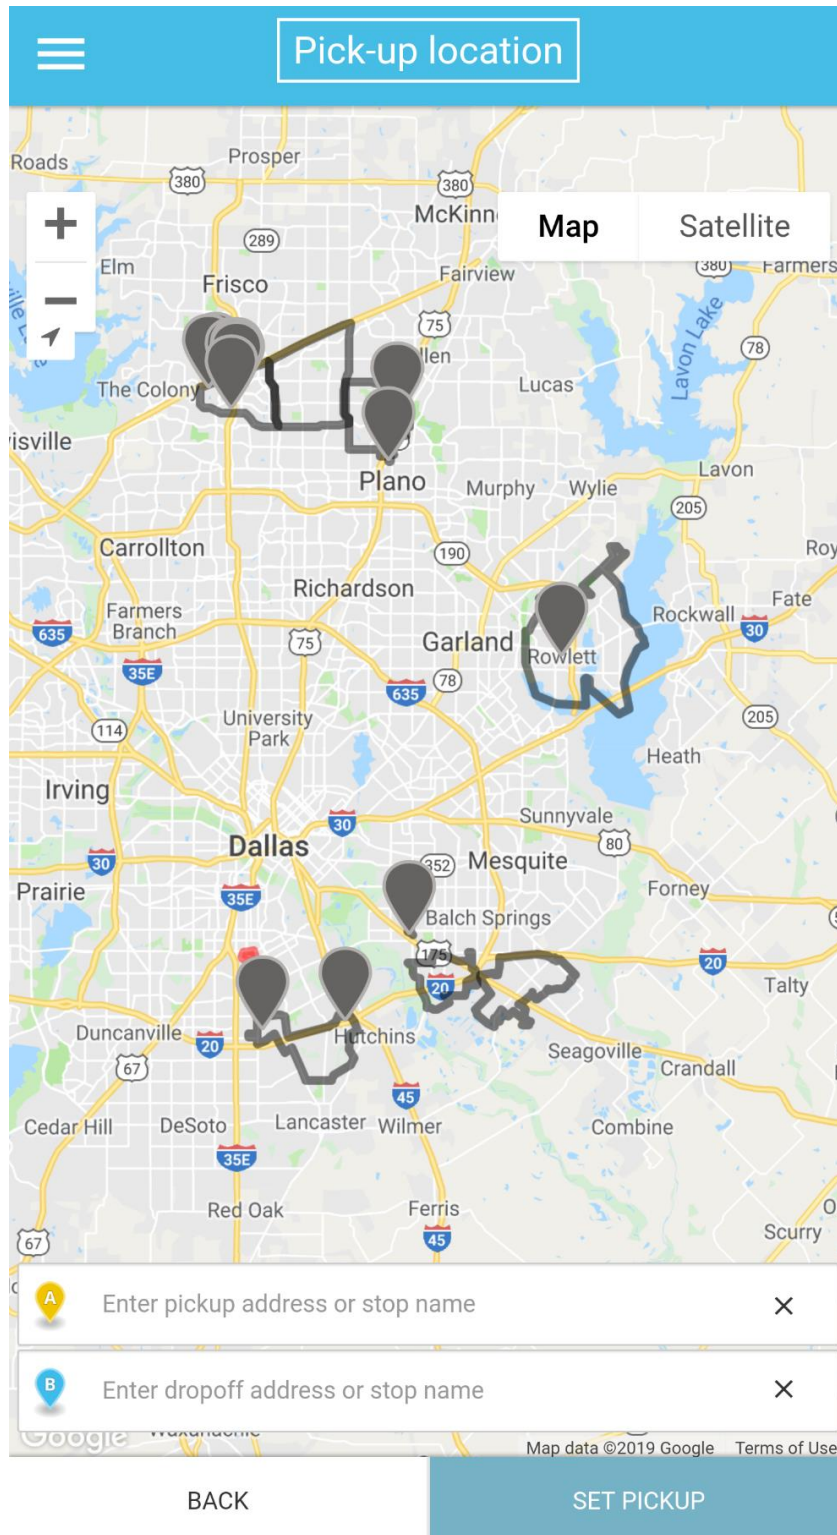 Pick-up location
Roads
Prosper
380
380
McKinn
Map
Satellite
289
Elm
Fairview
380
Farmers
Frisco
ville
75
Lavon Lake
78
llen
The Colony
Lucas
visville
Lavon
Plano
Murphy
Wylie
205
Carrollton
190
Roy
Richardson
Fate
Farmers
Branch
Rockwall
30
635
75
Garland
Rowlett
35E
78
635
University
Park
205
114
Heath
Irving
Sunnyvale
30
Dallas
80
352
Mesquite
30
Prairie
35E
Forney
Balch Springs
175
20
20
Talty
Duncanville
20
Hutchins
67
Seagoville
Crandall
45
Cedar Hill
DeSoto
Lancaster
Wilmer
Combine
35E
Red Oak
Ferris
Scurry
67
45
A
Enter pickup address or stop name
B
Enter dropoff address or stop name
Google
Waxahachie
Map data ©2019 Google
Terms of Use
BACK
SET PICKUP